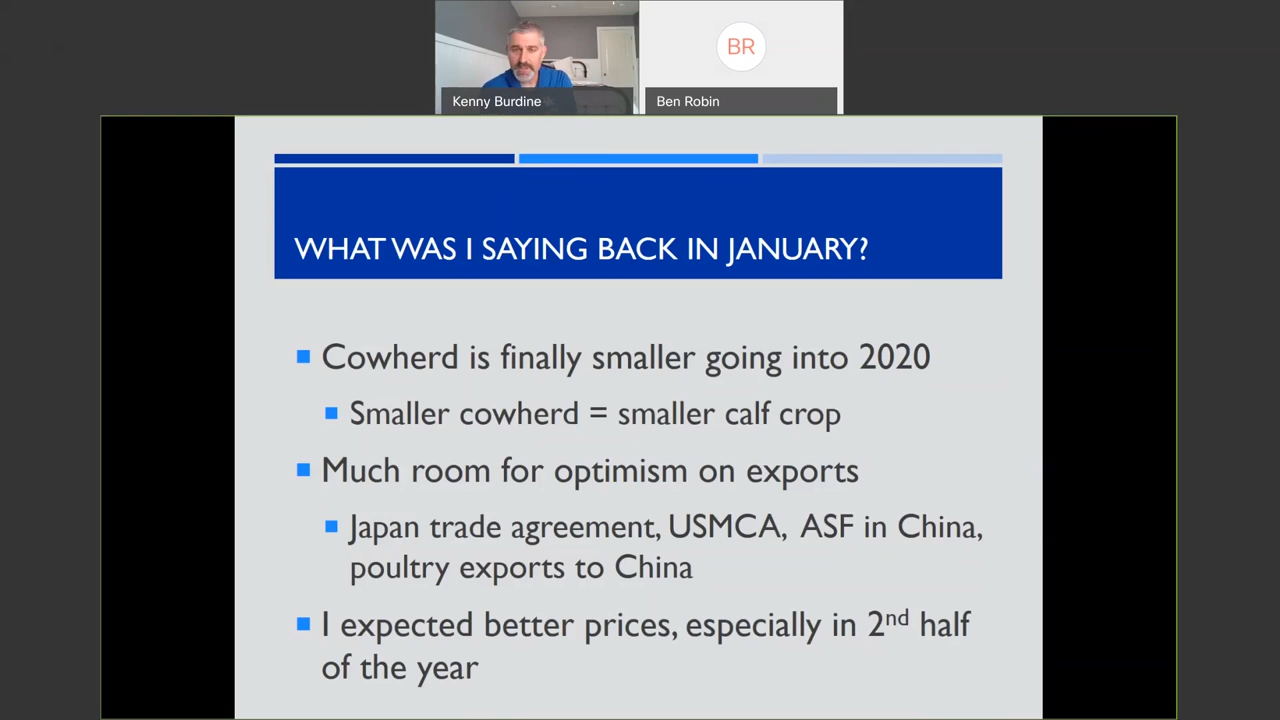 BR
Kenny Burdine
Ben Robin
WHAT WAS I SAYING BACK IN JANUARY?
Cowherd is finally smaller going into 2020
Smaller cowherd = smaller calf crop
Much room for optimism on exports
Japan trade agreement, USMCA, ASF in China,
poultry exports to China
I expected better prices, especially in 2nd half
of the year